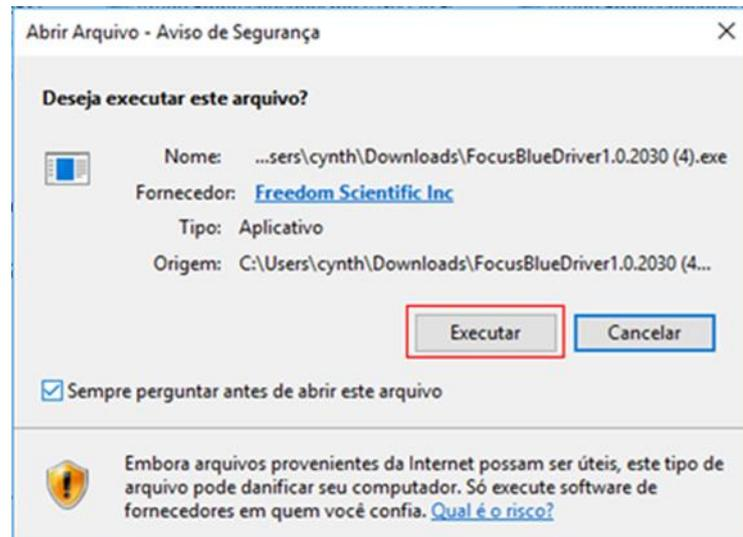 Abrir Arquivo - Aviso de Segurança
Deseja executar este arquivo?
Nome: ...sers\cynth\Downloads\FocusBlueDriver1.0.2030 (4).exe
Fornecedor: Freedom Scientific Inc
Tipo: Aplicativo
Origem: C:\Users\cynth\Downloads\FocusBlueDriver1.0.2030 (4...
Executar Cancelar
Sempre perguntar antes de abrir este arquivo
Embora arquivos provenientes da Internet possam ser úteis, este tipo de
arquivo pode danificar seu computador. Só execute software de
fornecedores em quem você confia. Qual é o risco?